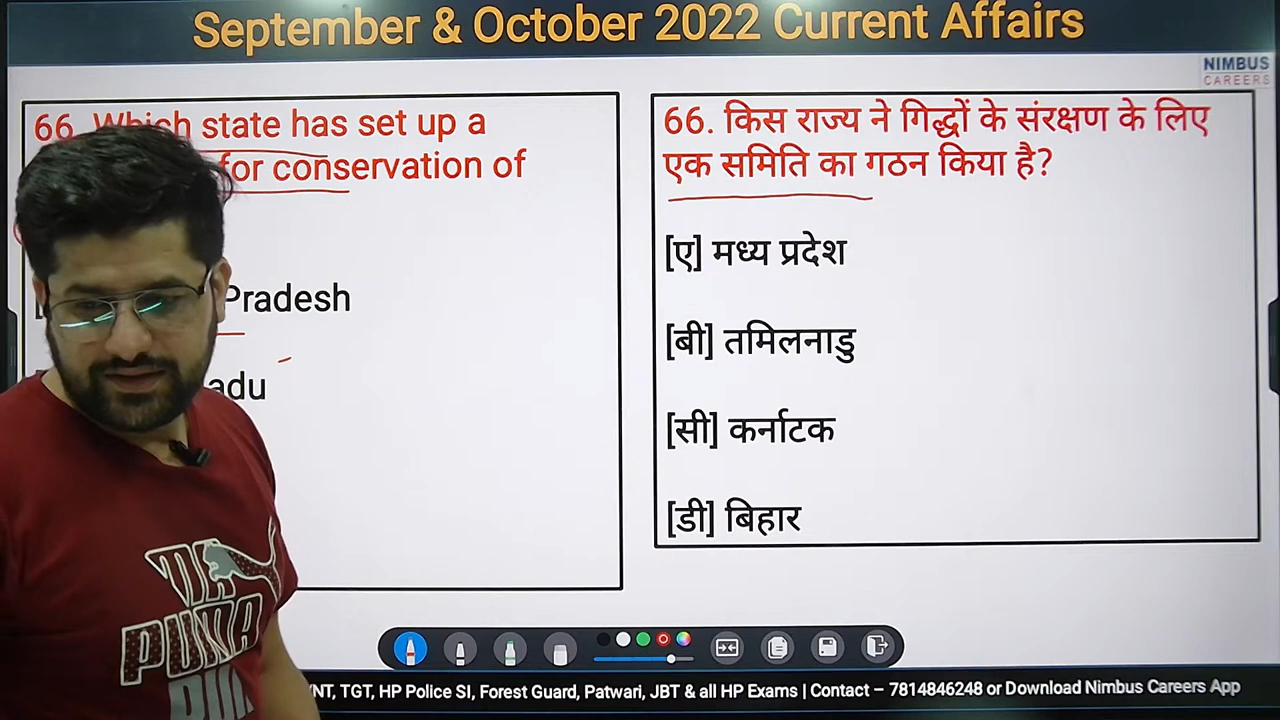 September & October 2022 Current Affairs
NIMBUS
CAREERS
66. Which state has set up a
for conservation of
Pradesh
66. किस राज्य ने गिद्धों के संरक्षण के लिए
एक समिति का गठन किया है?
[ए] मध्य प्रदेश
[बी] तमिलनाडु
[सी] कर्नाटक
[डी] बिहार
PUMA
TGT, HP Police SI, Forest Guard, Patwari, JBT & all HP Exams | Contact – 7814846248 or Download Nimbus Careers App